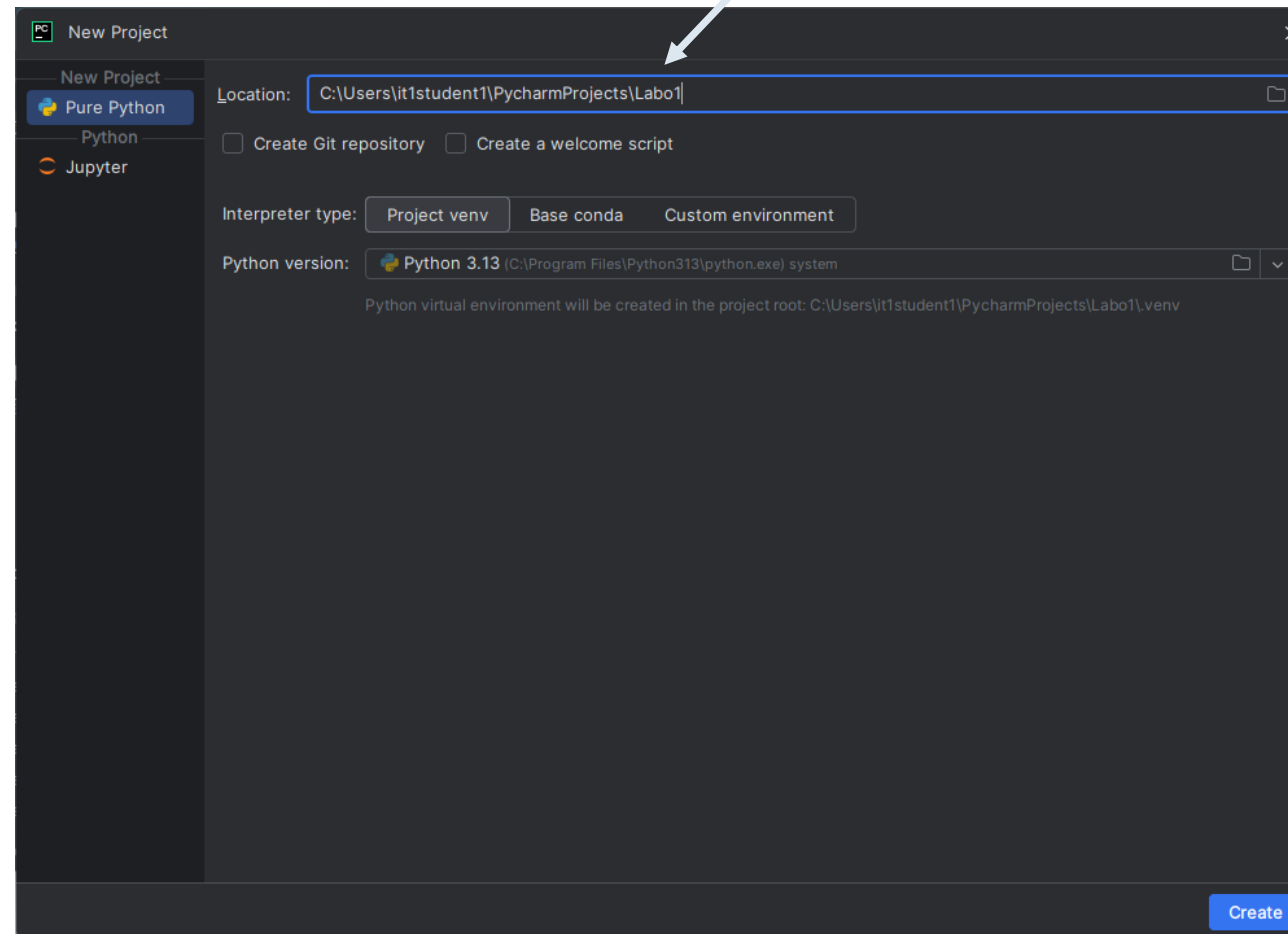 PC New Project
New Project
Pure Python
Python
Jupyter
Location: C:\Users\it1student1\PycharmProjects\Labo1
Create Git repository Create a welcome script
Interpreter type: Project venv Base conda Custom environment
Python version: Python 3.13 (C:\Program Files\Python313\python.exe) system
Python virtual environment will be created in the project root: C:\Users\it1student1\PycharmProjects\Labo1\.venv
Create